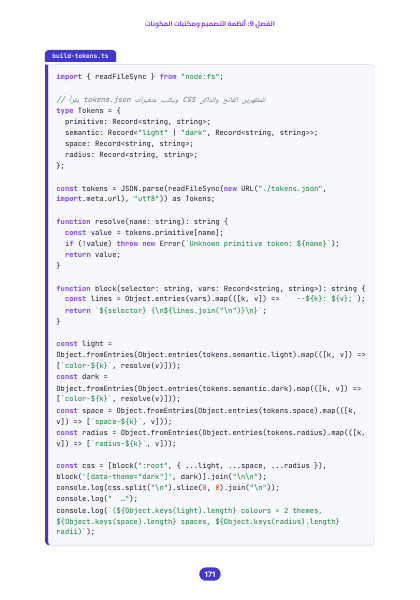 الفصل 9: أنظمة التصميم ومكتبات المكونات
build-tokens.ts
import { readFileSync } from "node:fs";
// يقرأ tokens.json ويكتب متغيرات CSS للمظهرين الفاتح والداكن
type Tokens = {
primitive: Record<string, string>;
semantic: Record<"light" | "dark", Record<string, string>>;
space: Record<string, string>;
radius: Record<string, string>;
};
const tokens = JSON.parse(readFileSync(new URL("./tokens.json",
import.meta.url), "utf8")) as Tokens;
function resolve(name: string): string {
const value = tokens.primitive[name];
if (!value) throw new Error(`Unknown primitive token: ${name}`);
return value;
}
function block(selector: string, vars: Record<string, string>): string {
const lines = Object.entries(vars).map(([k, v]) => `  --${k}: ${v};`);
return `${selector} {\n${lines.join("\n")}\n}`;
}
const light =
Object.fromEntries(Object.entries(tokens.semantic.light).map(([k, v]) =>
[`color-${k}`, resolve(v)]));
const dark =
Object.fromEntries(Object.entries(tokens.semantic.dark).map(([k, v]) =>
[`color-${k}`, resolve(v)]));
const space = Object.fromEntries(Object.entries(tokens.space).map(([k,
v]) => [`space-${k}`, v]));
const radius = Object.fromEntries(Object.entries(tokens.radius).map(([k,
v]) => [`radius-${k}`, v]));
const css = [block(":root", { ...light, ...space, ...radius }),
block('[data-theme="dark"]', dark)].join("\n\n");
console.log(css.split("\n").slice(0, 8).join("\n"));
console.log("  …");
console.log(`(${Object.keys(light).length} colours × 2 themes,
${Object.keys(space).length} spaces, ${Object.keys(radius).length}
radii)`);
171